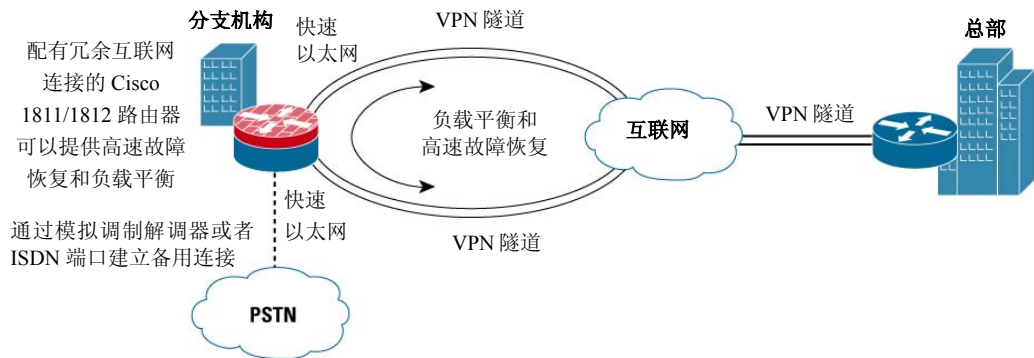 分支机构
配有冗余互联网
连接的 Cisco
1811/1812 路由器
可以提供高速故障
恢复和负载平衡
快速
以太网
VPN 隧道
负载平衡和
高速故障恢复
互联网
VPN 隧道
总部
快速
以太网
VPN 隧道
通过模拟调制解调器或者
ISDN 端口建立备用连接
PSTN